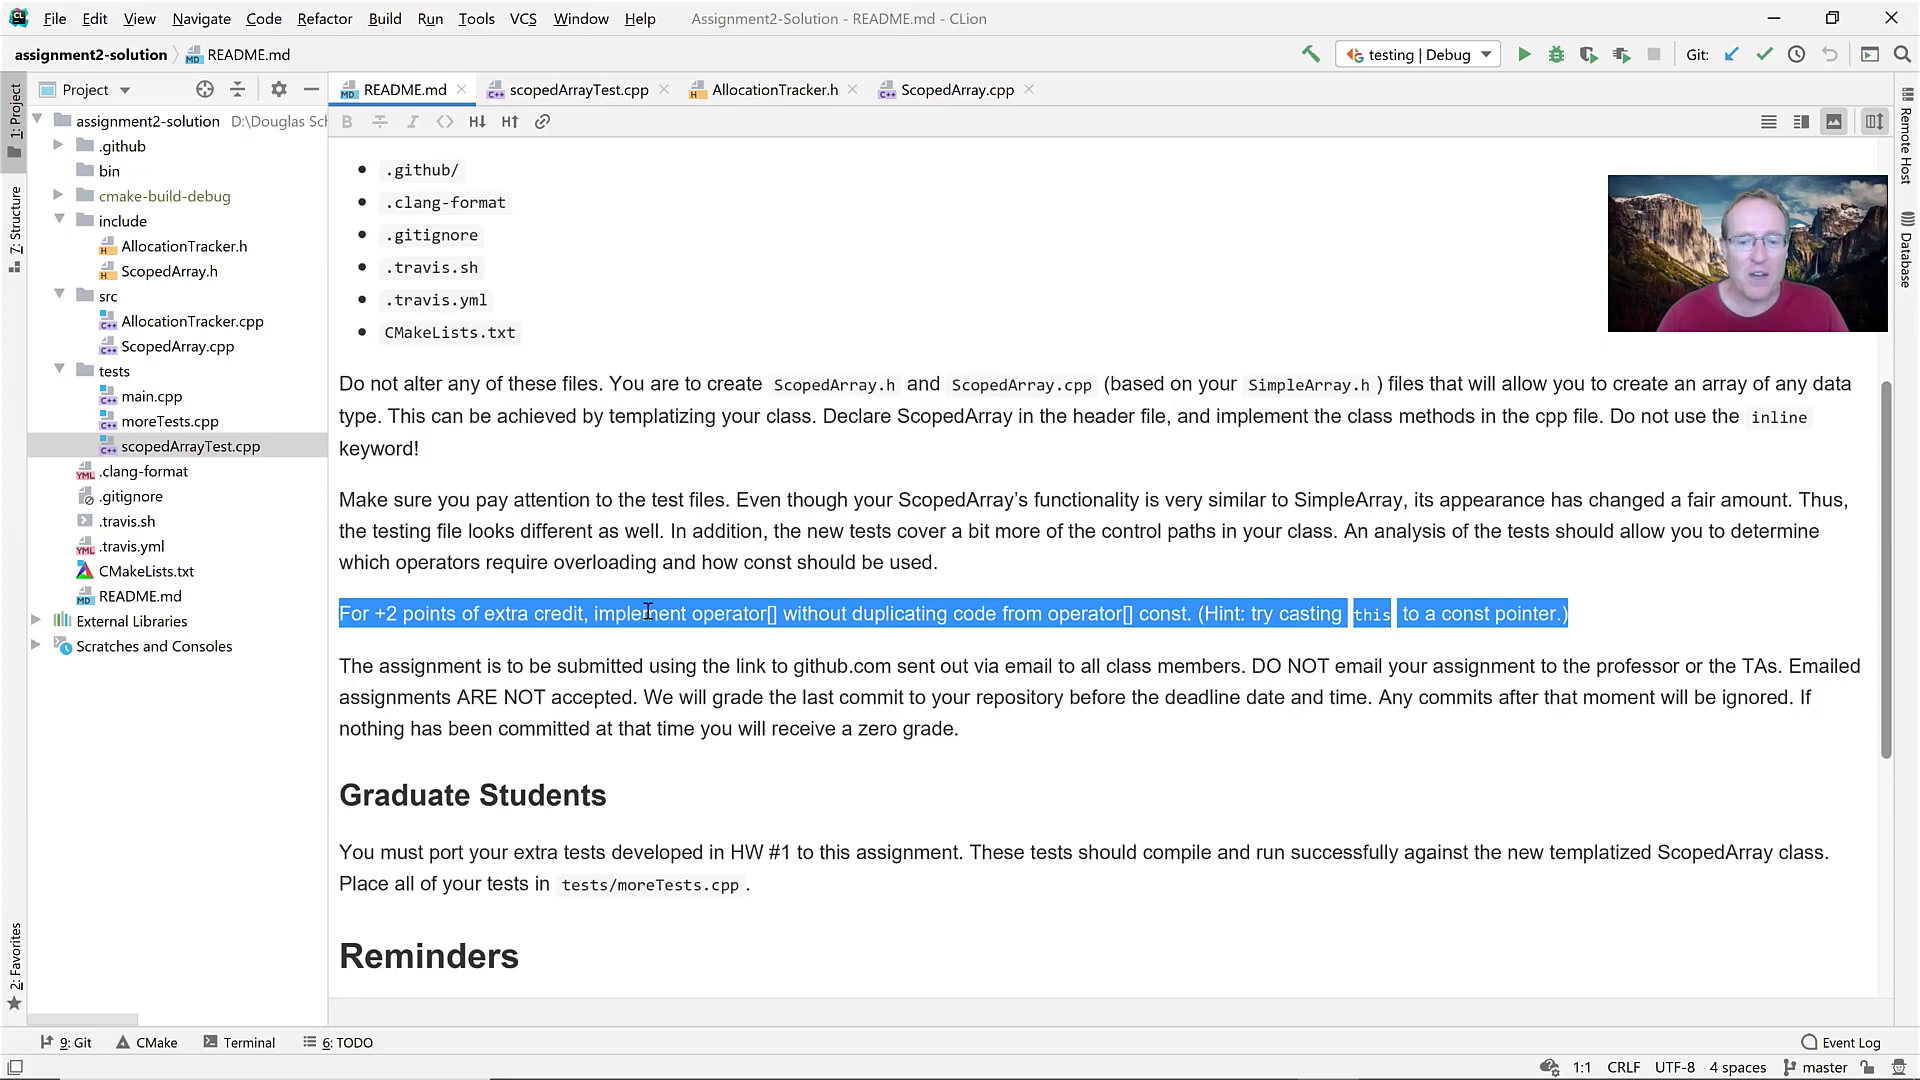 File Edit View Navigate Code Refactor Build Run Tools VCS Window Help Assignment2-Solution - README.md - CLion
assignment2-solution README.md testing | Debug Git:
Project README.md scopedArrayTest.cpp AllocationTracker.h ScopedArray.cpp
1: Project
7: Structure
2: Favorites
assignment2-solution D:\Douglas Sch
.github
bin
cmake-build-debug
include
AllocationTracker.h
ScopedArray.h
src
AllocationTracker.cpp
ScopedArray.cpp
tests
main.cpp
moreTests.cpp
scopedArrayTest.cpp
.clang-format
.gitignore
.travis.sh
.travis.yml
CMakeLists.txt
README.md
External Libraries
Scratches and Consoles
• .github/
• .clang-format
• .gitignore
• .travis.sh
• .travis.yml
• CMakeLists.txt
Do not alter any of these files. You are to create ScopedArray.h and ScopedArray.cpp (based on your SimpleArray.h ) files that will allow you to create an array of any data
type. This can be achieved by templatizing your class. Declare ScopedArray in the header file, and implement the class methods in the cpp file. Do not use the inline
keyword!
Make sure you pay attention to the test files. Even though your ScopedArray’s functionality is very similar to SimpleArray, its appearance has changed a fair amount. Thus,
the testing file looks different as well. In addition, the new tests cover a bit more of the control paths in your class. An analysis of the tests should allow you to determine
which operators require overloading and how const should be used.
For +2 points of extra credit, implement operator[] without duplicating code from operator[] const. (Hint: try casting this to a const pointer.)
The assignment is to be submitted using the link to github.com sent out via email to all class members. DO NOT email your assignment to the professor or the TAs. Emailed
assignments ARE NOT accepted. We will grade the last commit to your repository before the deadline date and time. Any commits after that moment will be ignored. If
nothing has been committed at that time you will receive a zero grade.
Graduate Students
You must port your extra tests developed in HW #1 to this assignment. These tests should compile and run successfully against the new templatized ScopedArray class.
Place all of your tests in tests/moreTests.cpp .
Reminders
Remote Host
Database
9: Git CMake Terminal 6: TODO Event Log
1:1 CRLF UTF-8 4 spaces master